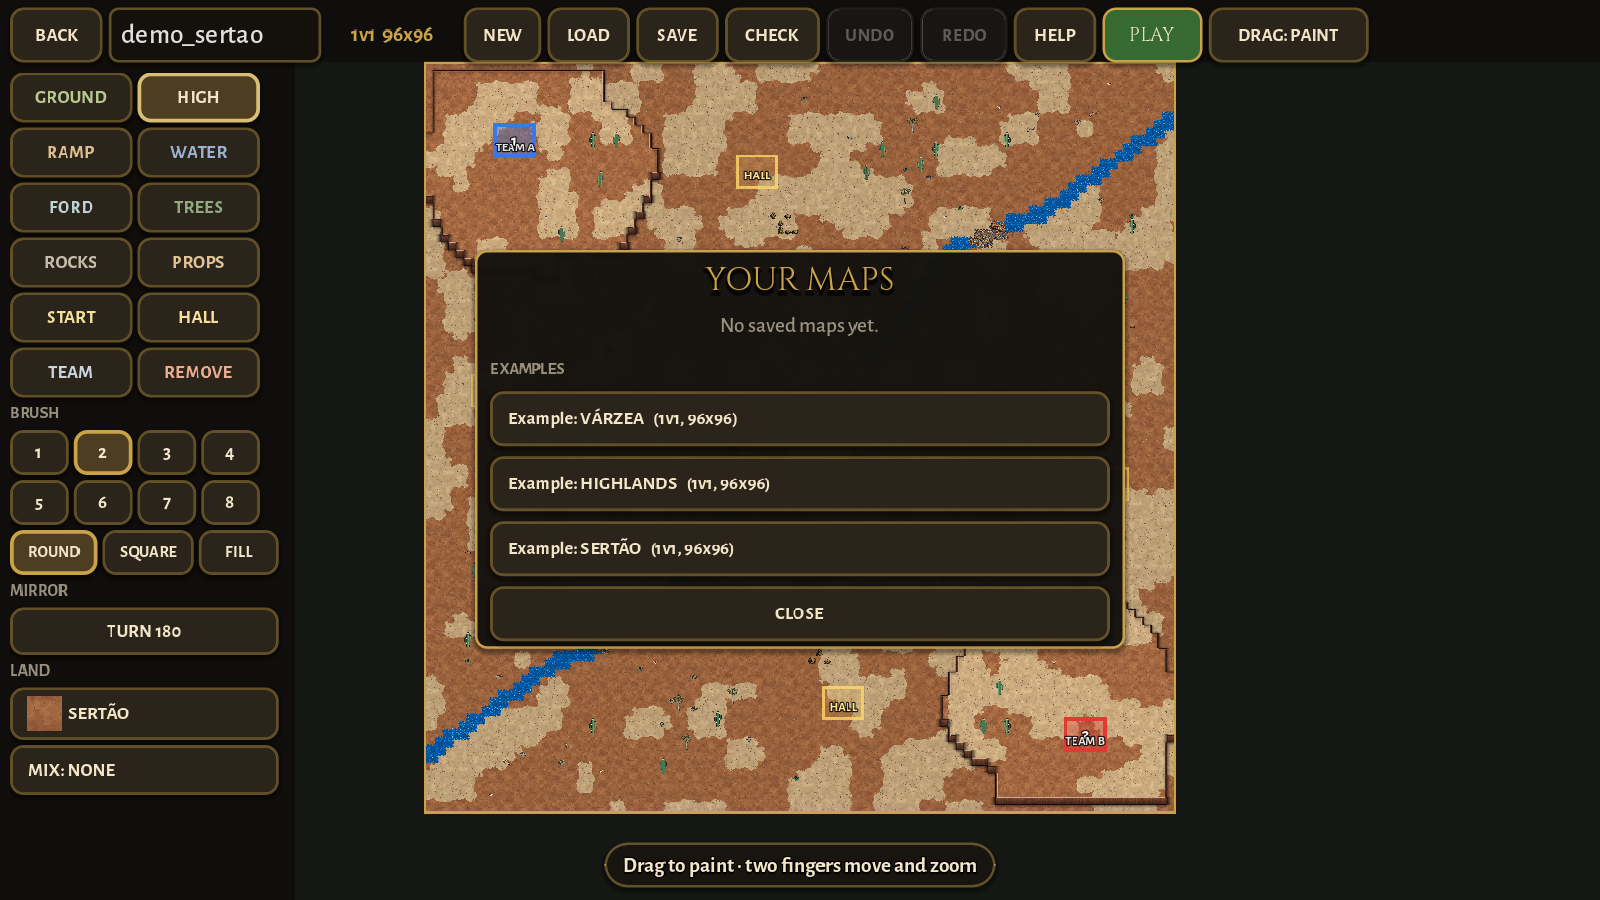 BACK
demo_sertao
1v1 96x96
NEW
LOAD
SAVE
CHECK
UNDO
REDO
HELP
PLAY
DRAG: PAINT
GROUND
HIGH
RAMP
WATER
FORD
TREES
ROCKS
PROPS
START
HALL
TEAM
REMOVE
BRUSH
1
2
3
4
5
6
7
8
ROUND
SQUARE
FILL
MIRROR
TURN 180
LAND
SERTÃO
MIX: NONE
1
TEAM A
HALL
YOUR MAPS
No saved maps yet.
EXAMPLES
Example: VÁRZEA (1v1, 96x96)
Example: HIGHLANDS (1v1, 96x96)
Example: SERTÃO (1v1, 96x96)
CLOSE
HALL
2
TEAM B
Drag to paint · two fingers move and zoom